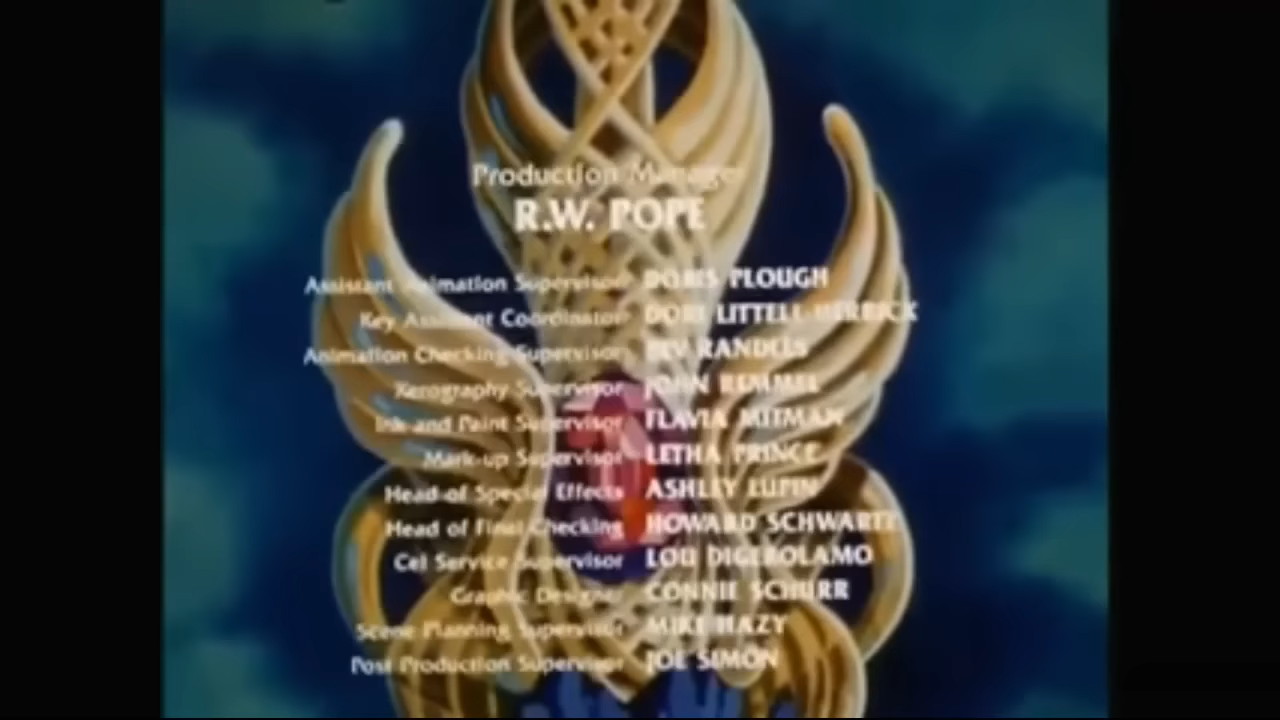 Production Manager
R.W. POPE
Assistant Animation Supervisor DORIS PLOUGH
Key Assistant Coordinator DORI LITTELL HERRICK
Animation Checking Supervisor BEV RANDLES
Xerography Supervisor JOHN REMMEL
Ink and Paint Supervisor FLAVIA MITMAN
Mark-up Supervisor LETHA PRINCE
Head of Special Effects ASHLEY LUPIN
Head of Final Checking HOWARD SCHWARTZ
Cel Service Supervisor LOU DIGEROLAMO
Graphic Designer CONNIE SCHURR
Scene Planning Supervisor MIKE HAZY
Post Production Supervisor JOE SIMON